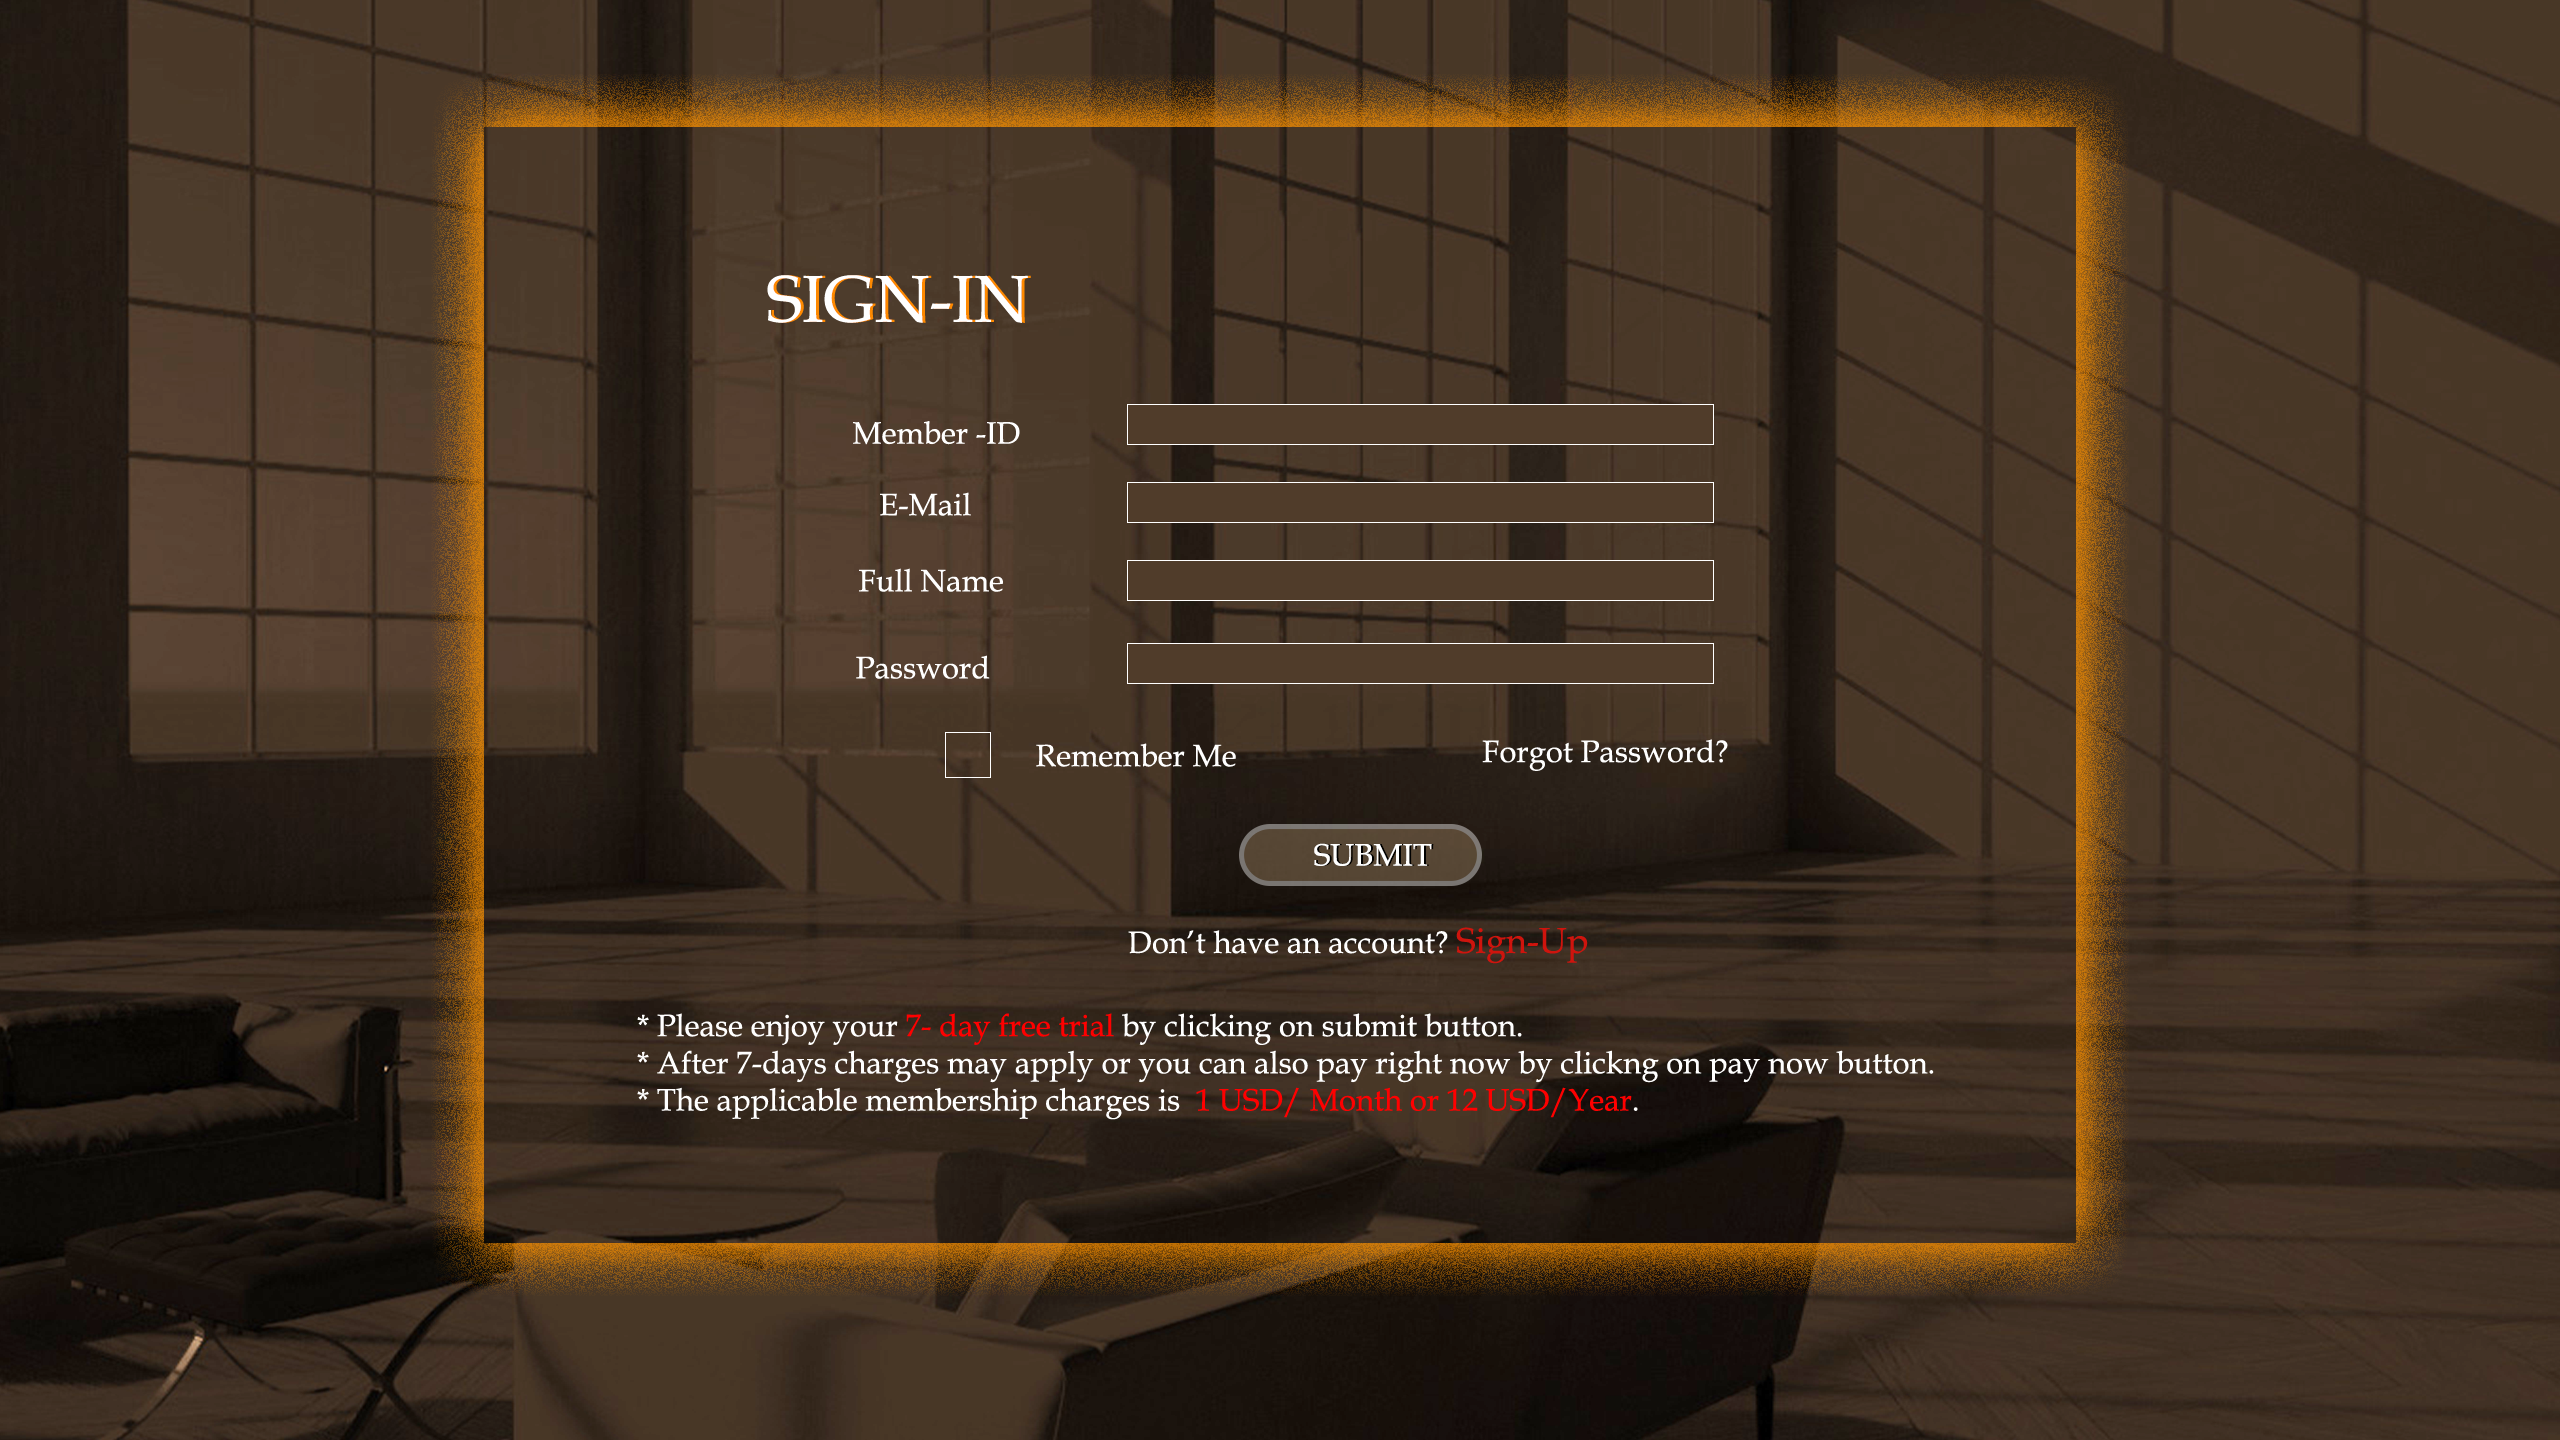 SIGN-IN
Member -ID
E-Mail
Full Name
Password
Remember Me
Forgot Password?
SUBMIT
Don’t have an account? Sign-Up
* Please enjoy your 7- day free trial by clicking on submit button.
* After 7-days charges may apply or you can also pay right now by clickng on pay now button.
* The applicable membership charges is  1 USD/ Month or 12 USD/Year.